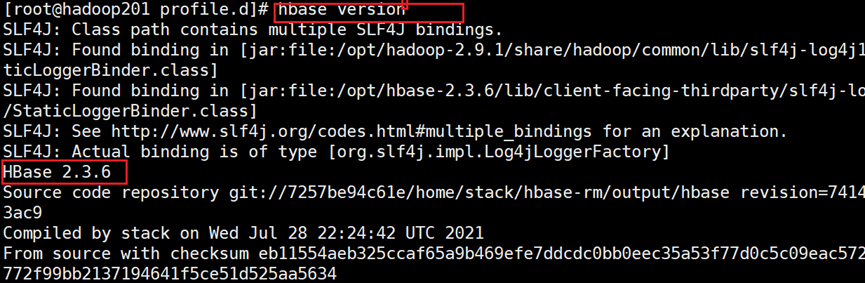 [root@hadoop201 profile.d]# hbase version
SLF4J: Class path contains multiple SLF4J bindings.
SLF4J: Found binding in [jar:file:/opt/hadoop-2.9.1/share/hadoop/common/lib/slf4j-log4j1
ticLoggerBinder.class]
SLF4J: Found binding in [jar:file:/opt/hbase-2.3.6/lib/client-facing-thirdparty/slf4j-lo
/StaticLoggerBinder.class]
SLF4J: See http://www.slf4j.org/codes.html#multiple_bindings for an explanation.
SLF4J: Actual binding is of type [org.slf4j.impl.Log4jLoggerFactory]
HBase 2.3.6
Source code repository git://7257be94c61e/home/stack/hbase-rm/output/hbase revision=7414
3ac9
Compiled by stack on Wed Jul 28 22:24:42 UTC 2021
From source with checksum eb11554aeb325ccaf65a9b469efe7ddcdc0bb0eec35a53f77d0c5c09eac572
772f99bb2137194641f5ce51d525aa5634